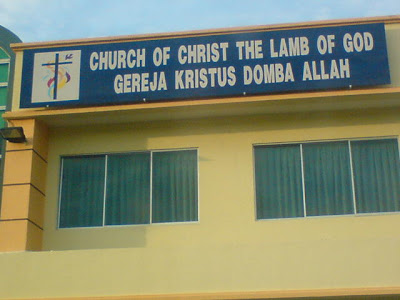 CHURCH OF CHRIST THE LAMB OF GOD
GEREJA KRISTUS DOMBA ALLAH